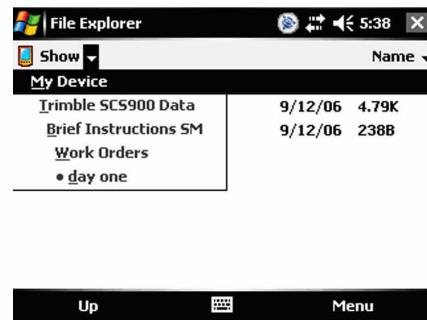 File Explorer 5:38
Show Name
My Device
Trimble SCS900 Data 9/12/06 4.79K
Brief Instructions SM 9/12/06 238B
Work Orders
day one
Up Menu